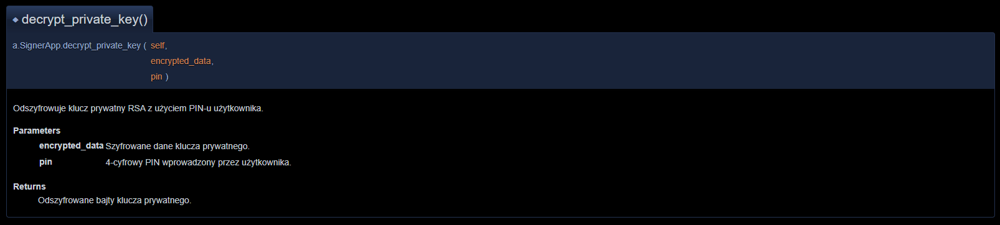 decrypt_private_key()
a.SignerApp.decrypt_private_key ( self,
encrypted_data,
pin )
Odszyfrowuje klucz prywatny RSA z użyciem PIN-u użytkownika.
Parameters
encrypted_data Szyfrowane dane klucza prywatnego.
pin 4-cyfrowy PIN wprowadzony przez użytkownika.
Returns
Odszyfrowane bajty klucza prywatnego.